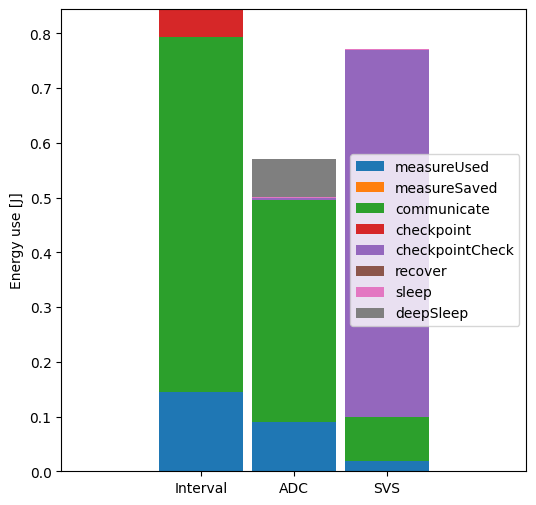 Energy use [J]
0.8
0.7
0.6
0.5
0.4
0.3
0.2
0.1
0.0
measureUsed
measureSaved
communicate
checkpoint
checkpointCheck
recover
sleep
deepSleep
Interval ADC SVS